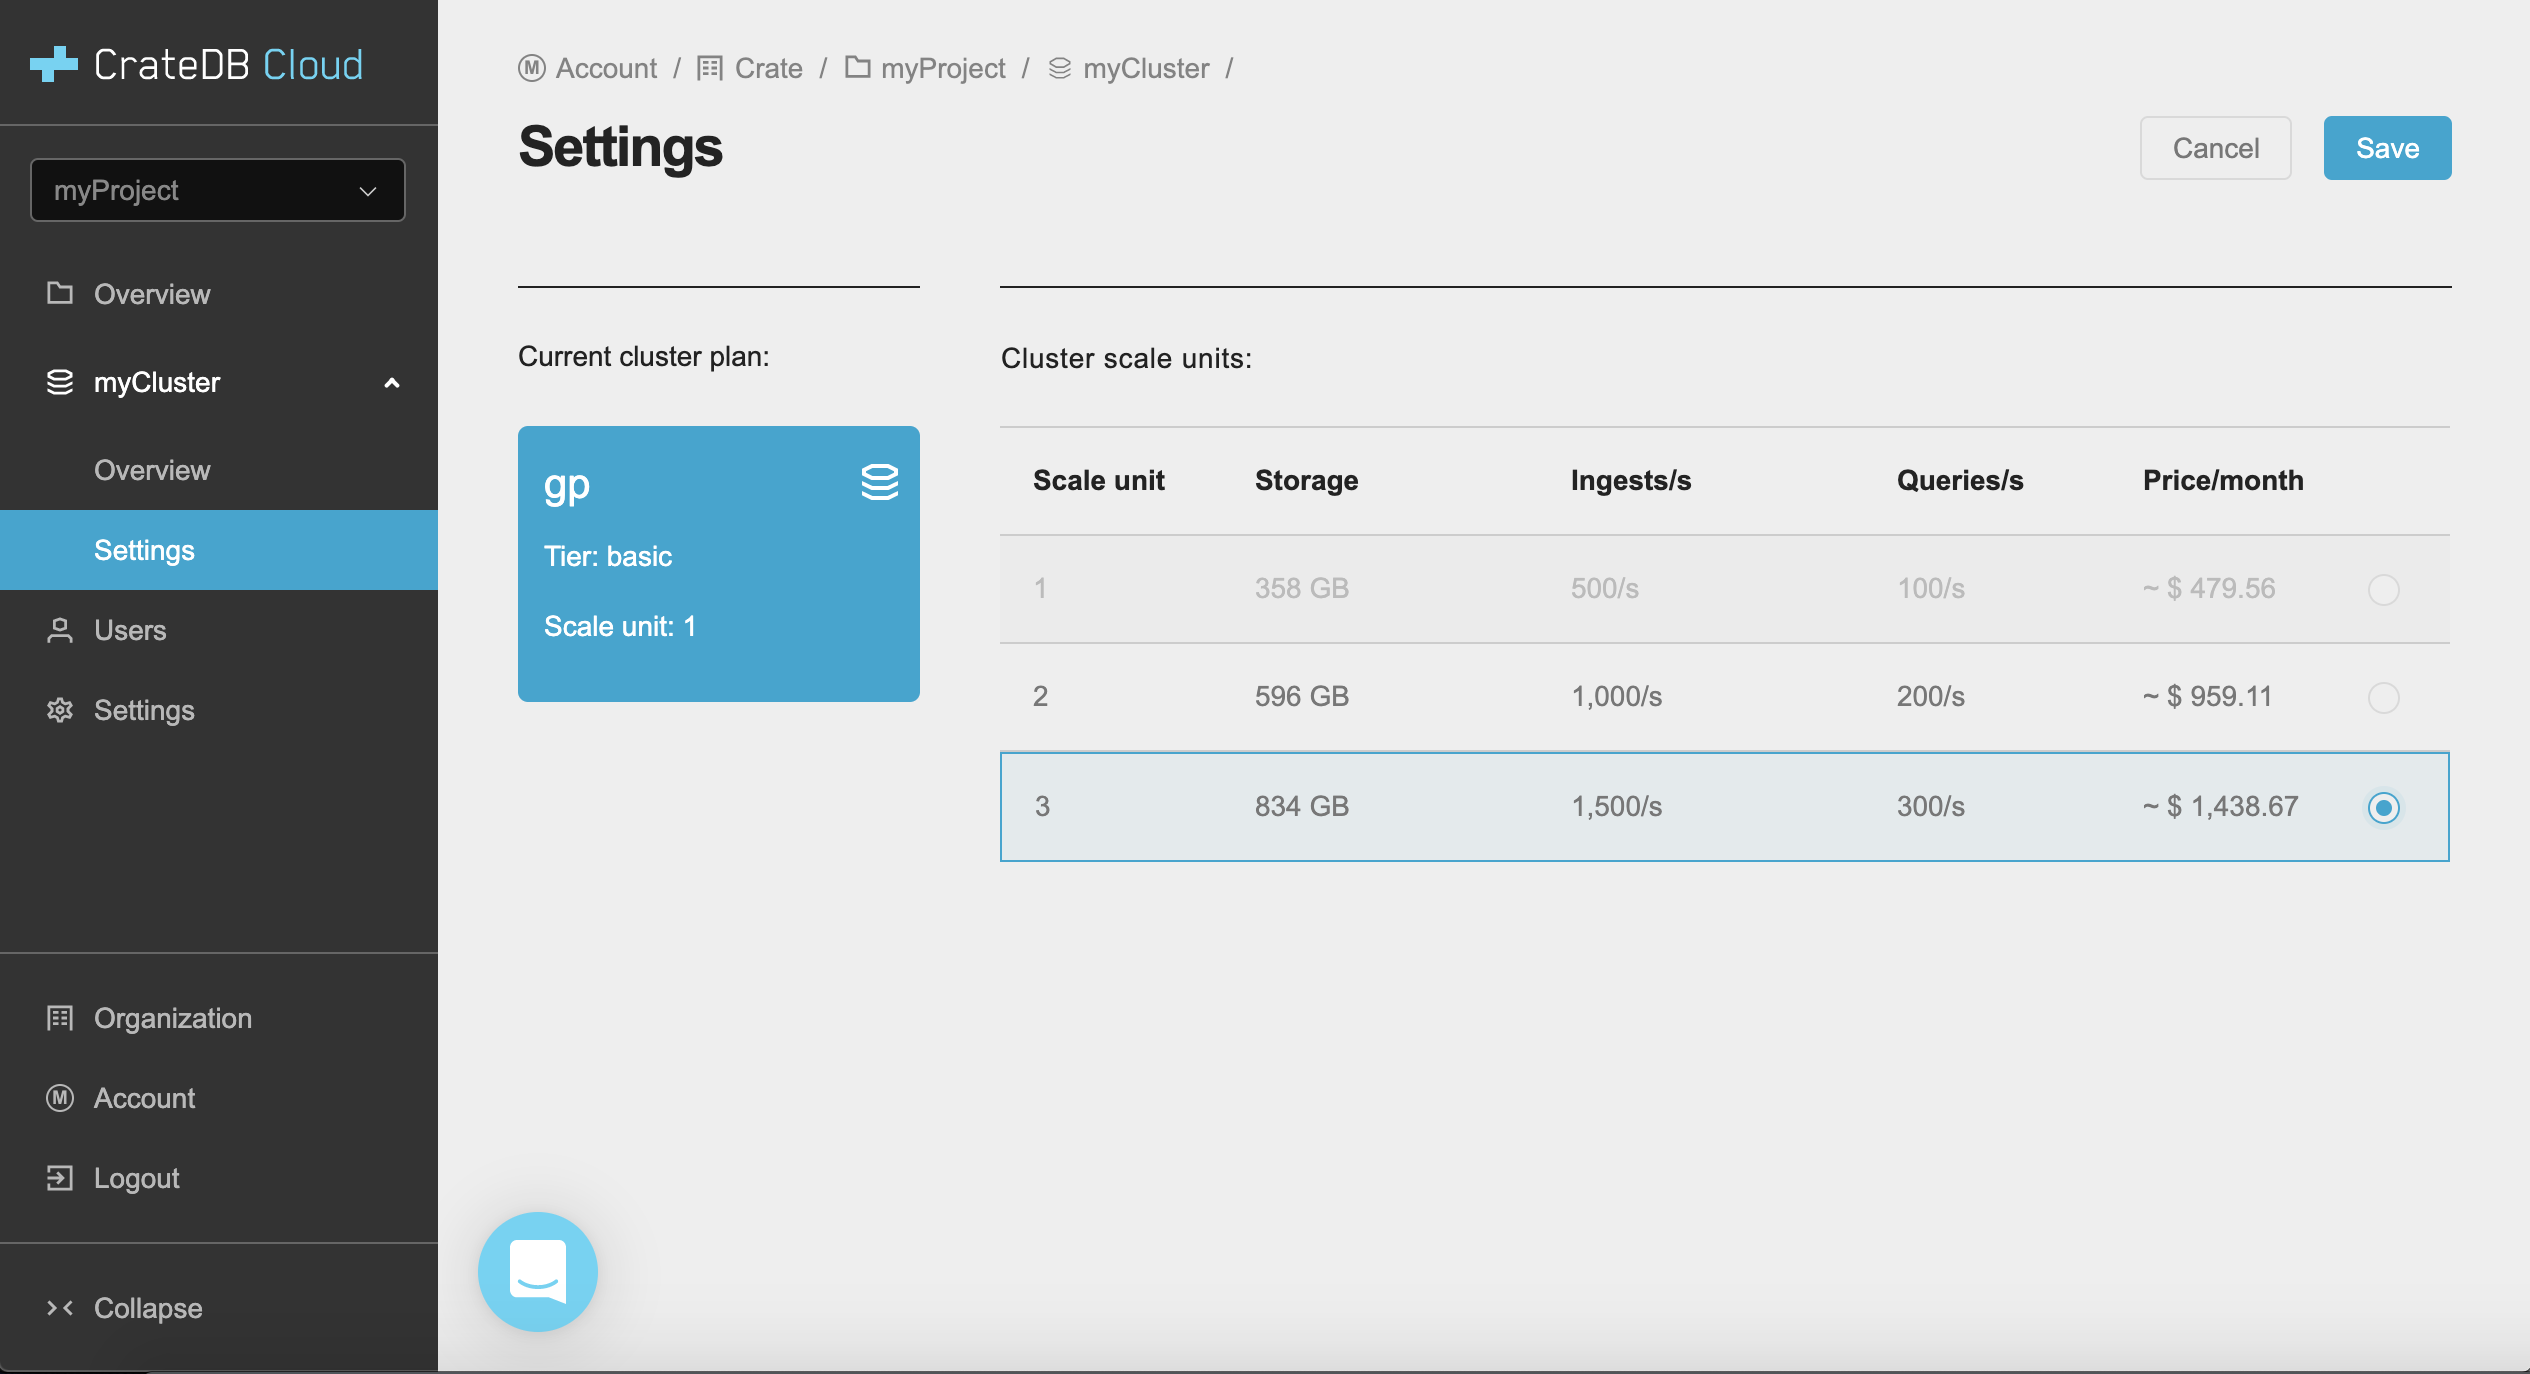 CrateDB Cloud
myProject
Overview
myCluster
Overview
Settings
Users
Settings
Organization
M Account
Logout
Collapse
M Account / Crate / myProject / myCluster /
Settings
Cancel
Save
Current cluster plan:
gp
Tier: basic
Scale unit: 1
Cluster scale units:
Scale unit Storage Ingests/s Queries/s Price/month
1 358 GB 500/s 100/s ~ $ 479.56
2 596 GB 1,000/s 200/s ~ $ 959.11
3 834 GB 1,500/s 300/s ~ $ 1,438.67